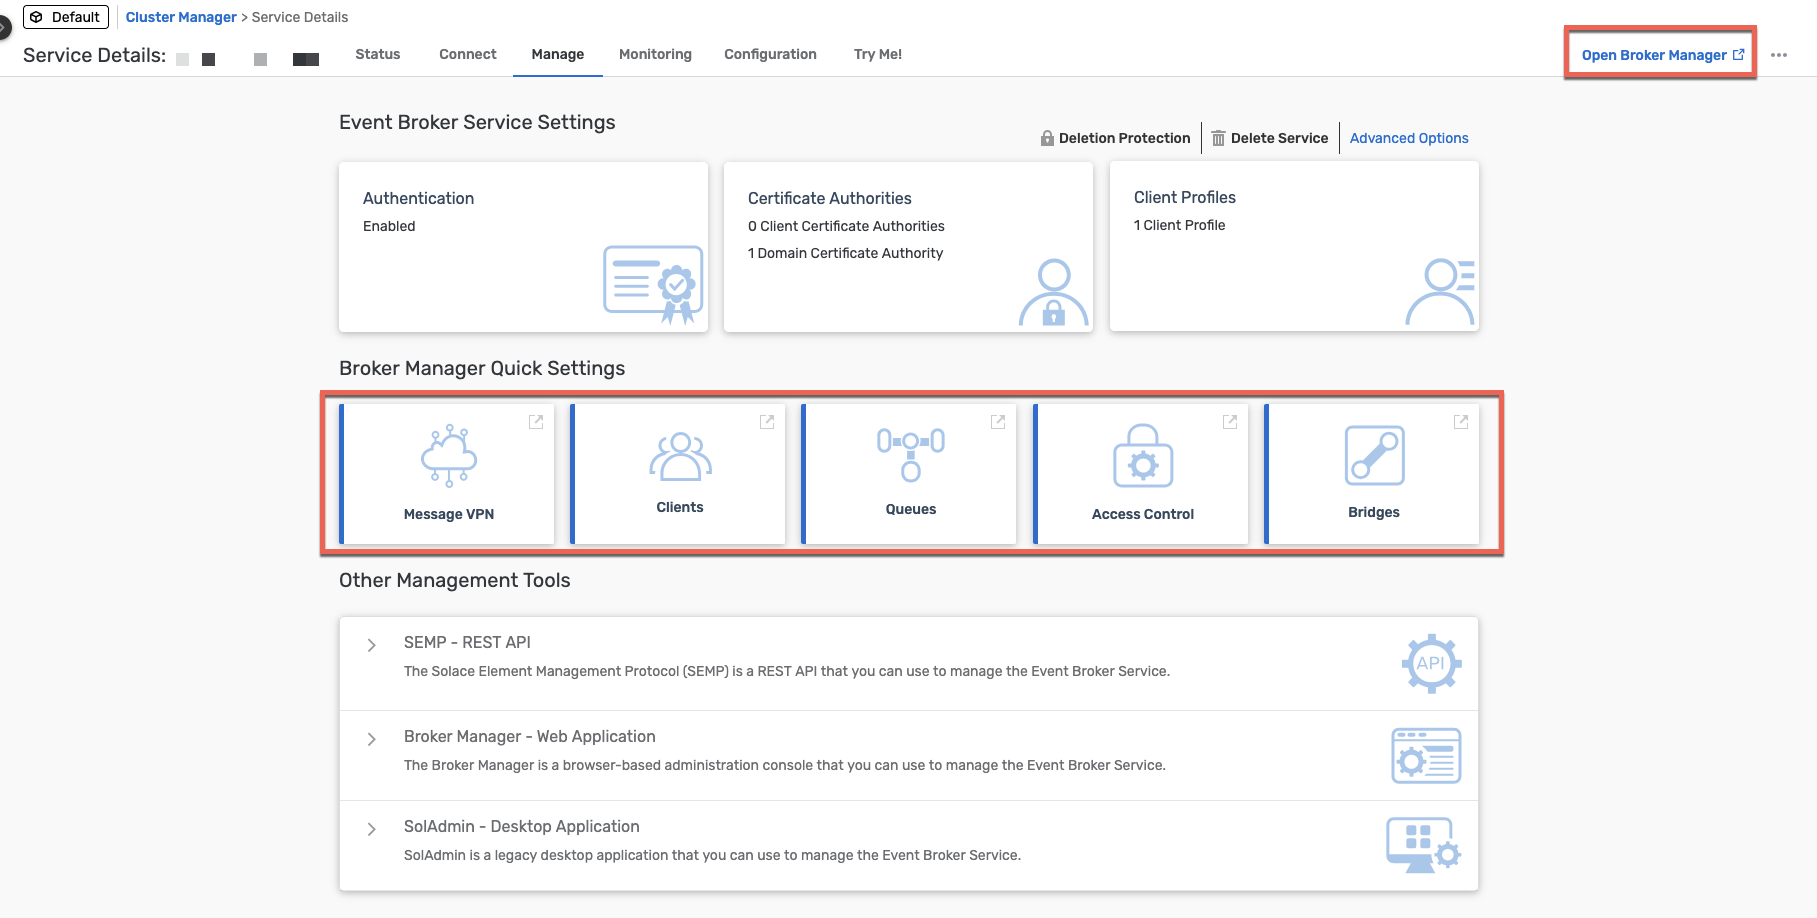 Default
Cluster Manager > Service Details
Service Details:
Status
Connect
Manage
Monitoring
Configuration
Try Me!
Open Broker Manager
Event Broker Service Settings
Deletion Protection
Delete Service
Advanced Options
Authentication
Enabled
Certificate Authorities
0 Client Certificate Authorities
1 Domain Certificate Authority
Client Profiles
1 Client Profile
Broker Manager Quick Settings
Message VPN
Clients
Queues
Access Control
Bridges
Other Management Tools
SEMP - REST API
The Solace Element Management Protocol (SEMP) is a REST API that you can use to manage the Event Broker Service.
API
Broker Manager - Web Application
The Broker Manager is a browser-based administration console that you can use to manage the Event Broker Service.
SolAdmin - Desktop Application
SolAdmin is a legacy desktop application that you can use to manage the Event Broker Service.